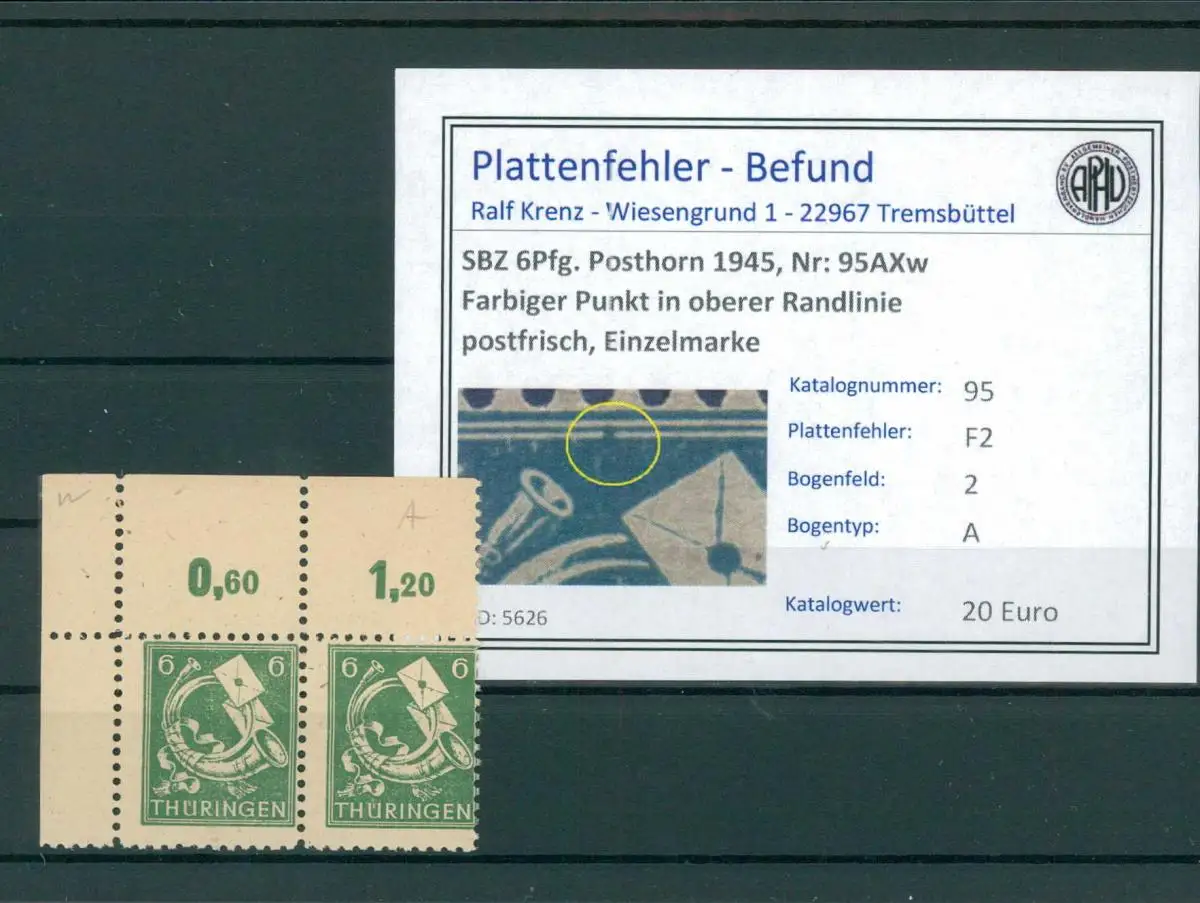 Plattenfehler - Befund
Ralf Krenz - Wiesengrund 1 - 22967 Tremsbüttel
SBZ 6Pfg. Posthorn 1945, Nr: 95AXw
Farbiger Punkt in oberer Randlinie
postfrisch, Einzelmarke
Katalognummer: 95
Plattenfehler: F2
Bogenfeld: 2
Bogentyp: A
Katalogwert: 20 Euro
D: 5626
APHV
w A
0,60 1,20
6 6 6 6
THÜRINGEN THÜRINGEN